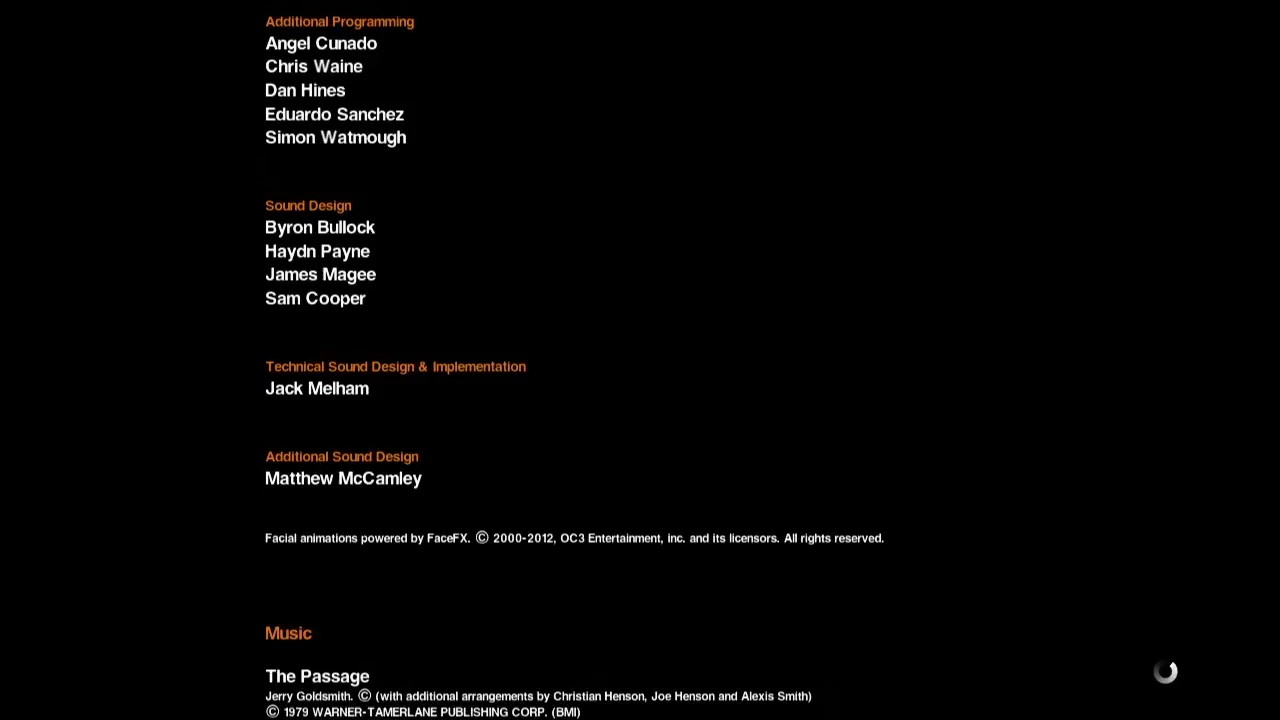 Additional Programming
Angel Cunado
Chris Waine
Dan Hines
Eduardo Sanchez
Simon Watmough
Sound Design
Byron Bullock
Haydn Payne
James Magee
Sam Cooper
Technical Sound Design & Implementation
Jack Melham
Additional Sound Design
Matthew McCamley
Facial animations powered by FaceFX. © 2000-2012, OC3 Entertainment, inc. and its licensors. All rights reserved.
Music
The Passage
Jerry Goldsmith. © (with additional arrangements by Christian Henson, Joe Henson and Alexis Smith)
© 1979 WARNER-TAMERLANE PUBLISHING CORP. (BMI)